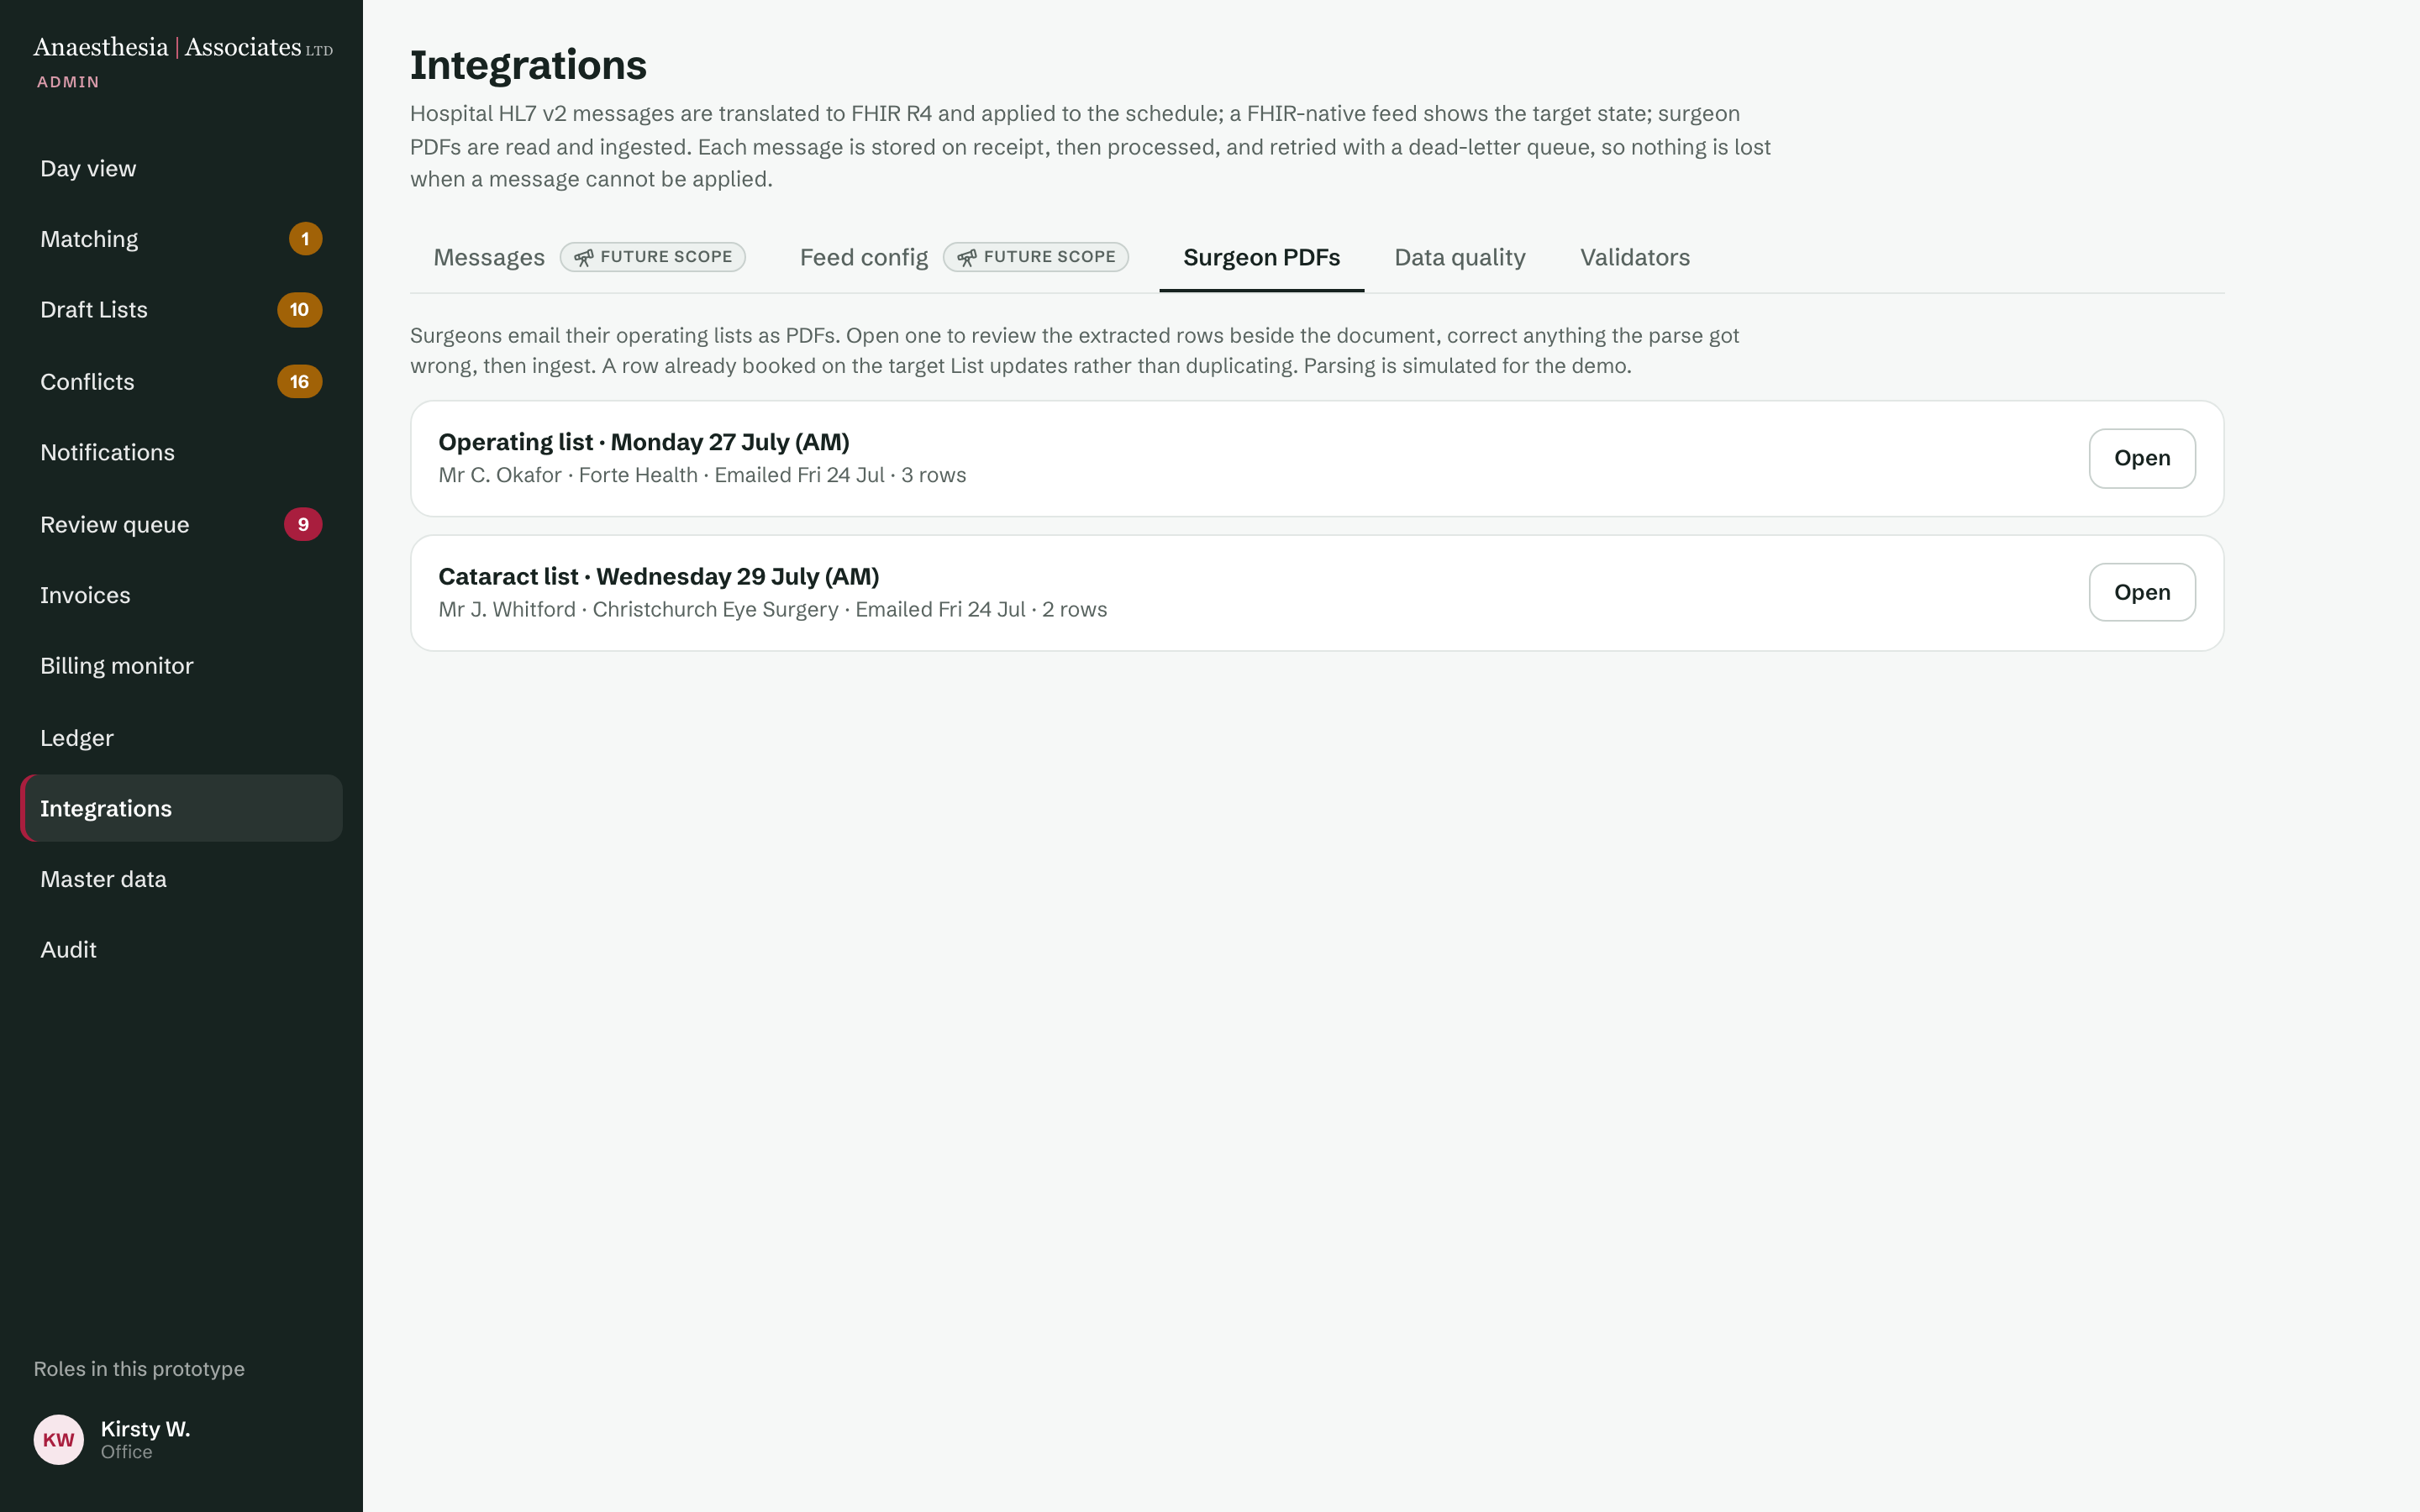 Anaesthesia | Associates LTD
ADMIN
Day view
Matching 1
Draft Lists 10
Conflicts 16
Notifications
Review queue 9
Invoices
Billing monitor
Ledger
Integrations
Master data
Audit
Roles in this prototype
KW
Kirsty W.
Office
Integrations
Hospital HL7 v2 messages are translated to FHIR R4 and applied to the schedule; a FHIR-native feed shows the target state; surgeon
PDFs are read and ingested. Each message is stored on receipt, then processed, and retried with a dead-letter queue, so nothing is lost
when a message cannot be applied.
Messages FUTURE SCOPE Feed config FUTURE SCOPE Surgeon PDFs Data quality Validators
Surgeons email their operating lists as PDFs. Open one to review the extracted rows beside the document, correct anything the parse got
wrong, then ingest. A row already booked on the target List updates rather than duplicating. Parsing is simulated for the demo.
Operating list · Monday 27 July (AM)
Mr C. Okafor · Forte Health · Emailed Fri 24 Jul · 3 rows
Open
Cataract list · Wednesday 29 July (AM)
Mr J. Whitford · Christchurch Eye Surgery · Emailed Fri 24 Jul · 2 rows
Open